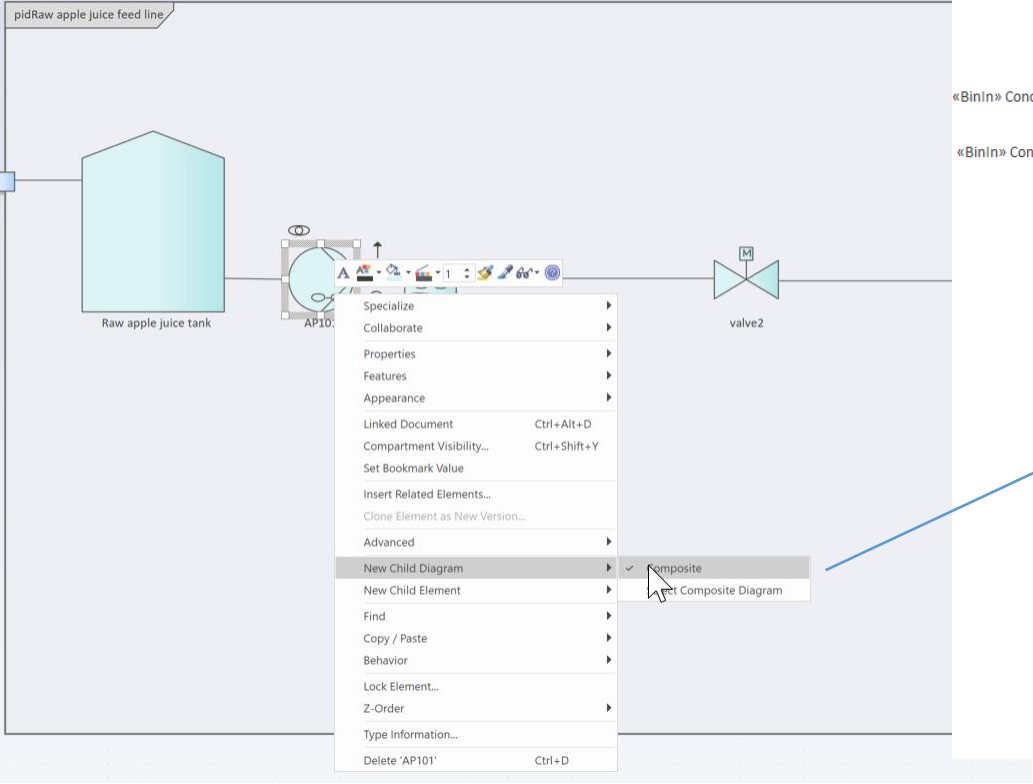 pidRaw apple juice feed line
«BinIn» Cond
«BinIn» Con
M
A 1
Raw apple juice tank
AP101
valve2
Specialize
Collaborate
Properties
Features
Appearance
Linked Document Ctrl+Alt+D
Compartment Visibility... Ctrl+Shift+Y
Set Bookmark Value
Insert Related Elements...
Clone Element as New Version...
Advanced
New Child Diagram
Composite
New Child Element
Composite Diagram
Find
Copy / Paste
Behavior
Lock Element...
Z-Order
Type Information...
Delete 'AP101' Ctrl+D